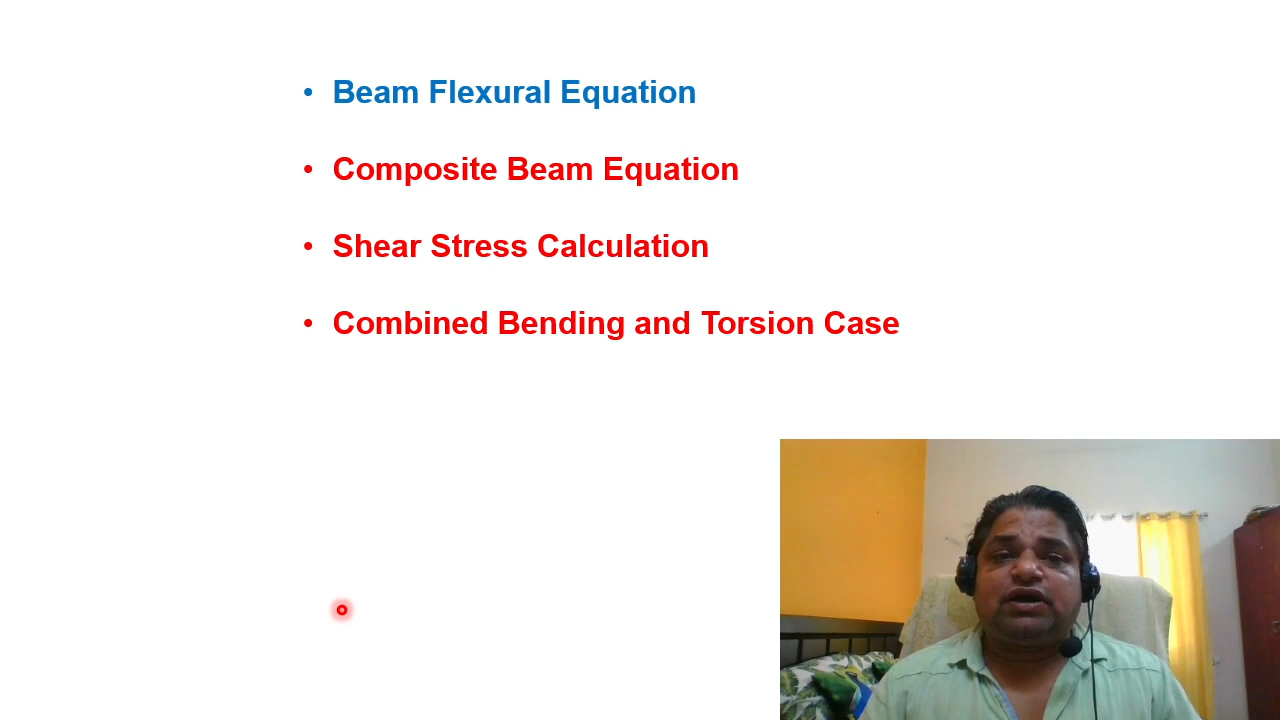 • Beam Flexural Equation
• Composite Beam Equation
• Shear Stress Calculation
• Combined Bending and Torsion Case